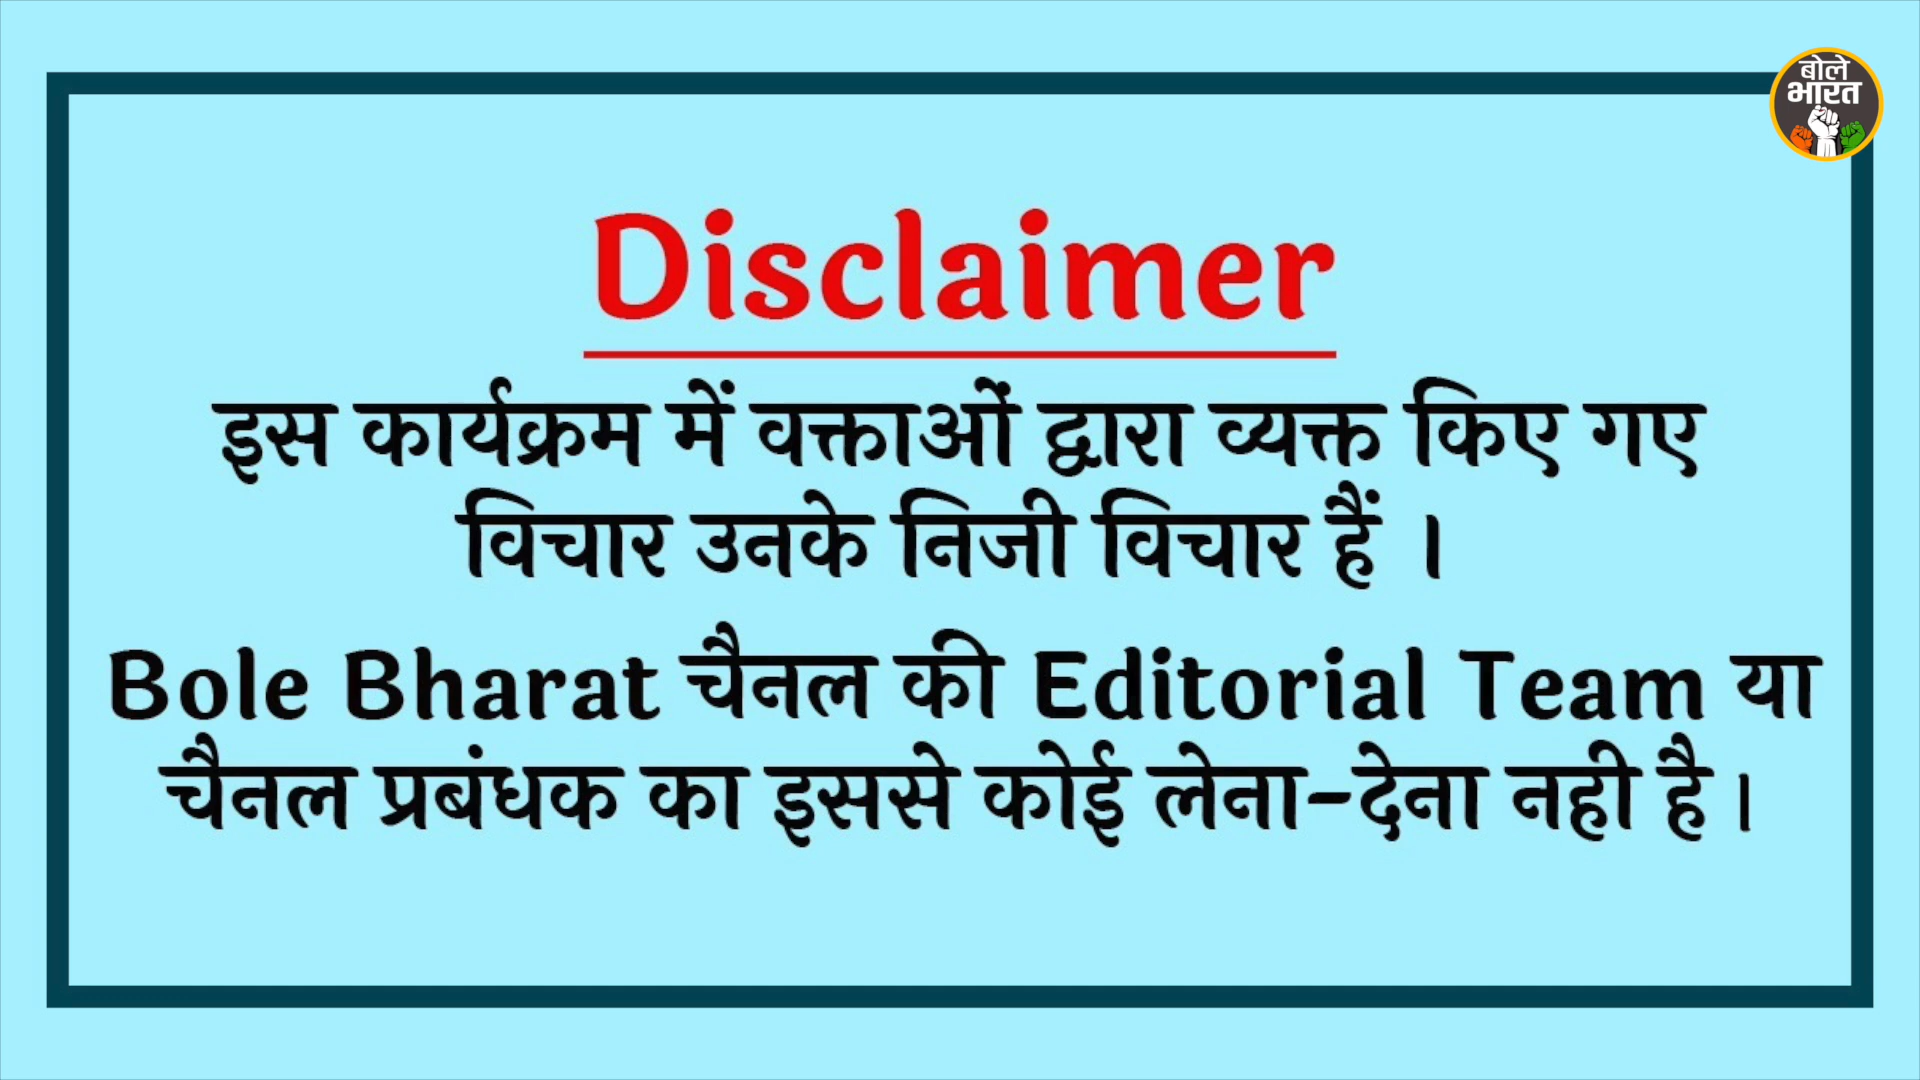 बोले
भारत
Disclaimer
इस कार्यक्रम में वक्ताओं द्वारा व्यक्त किए गए
विचार उनके निजी विचार हैं ।
Bole Bharat चैनल की Editorial Team या
चैनल प्रबंधक का इससे कोई लेना-देना नही है।